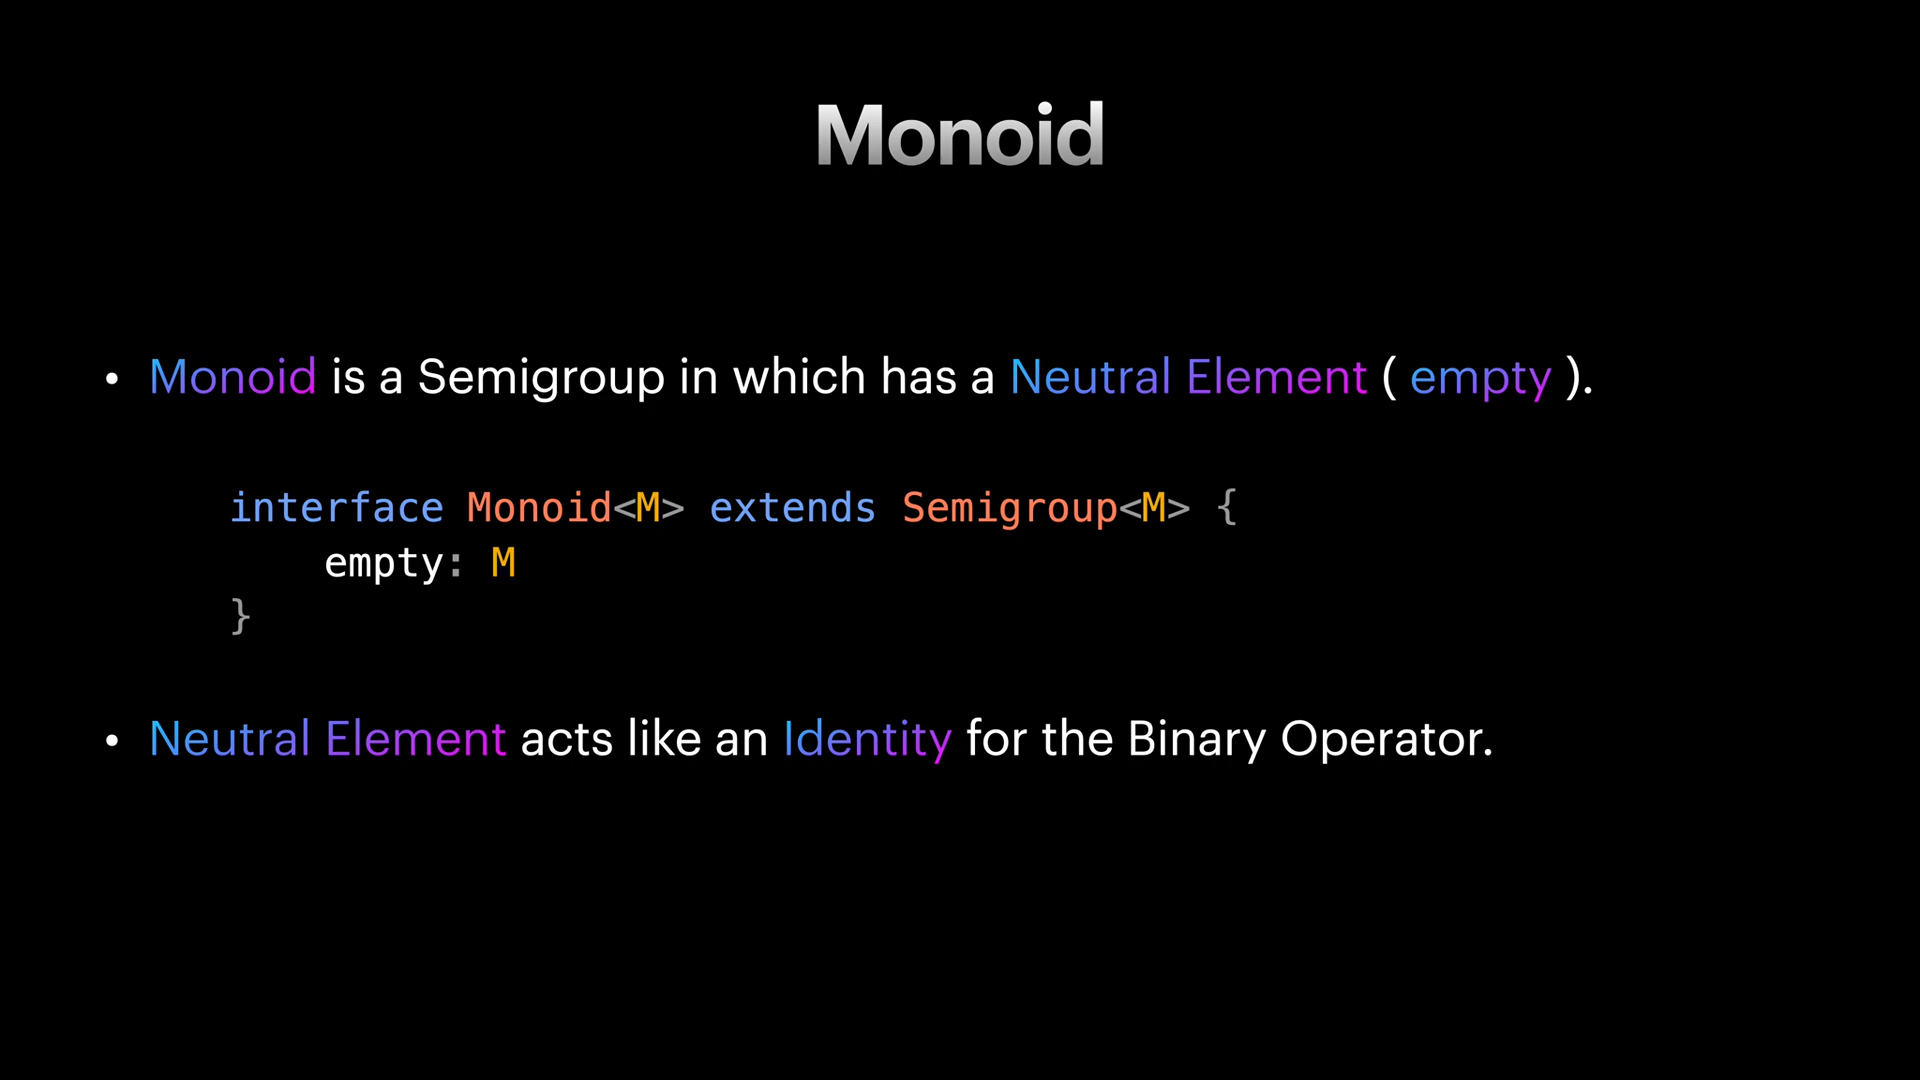 Monoid
• Monoid is a Semigroup in which has a Neutral Element ( empty ).
interface Monoid<M> extends Semigroup<M> {
    empty: M
}
• Neutral Element acts like an Identity for the Binary Operator.